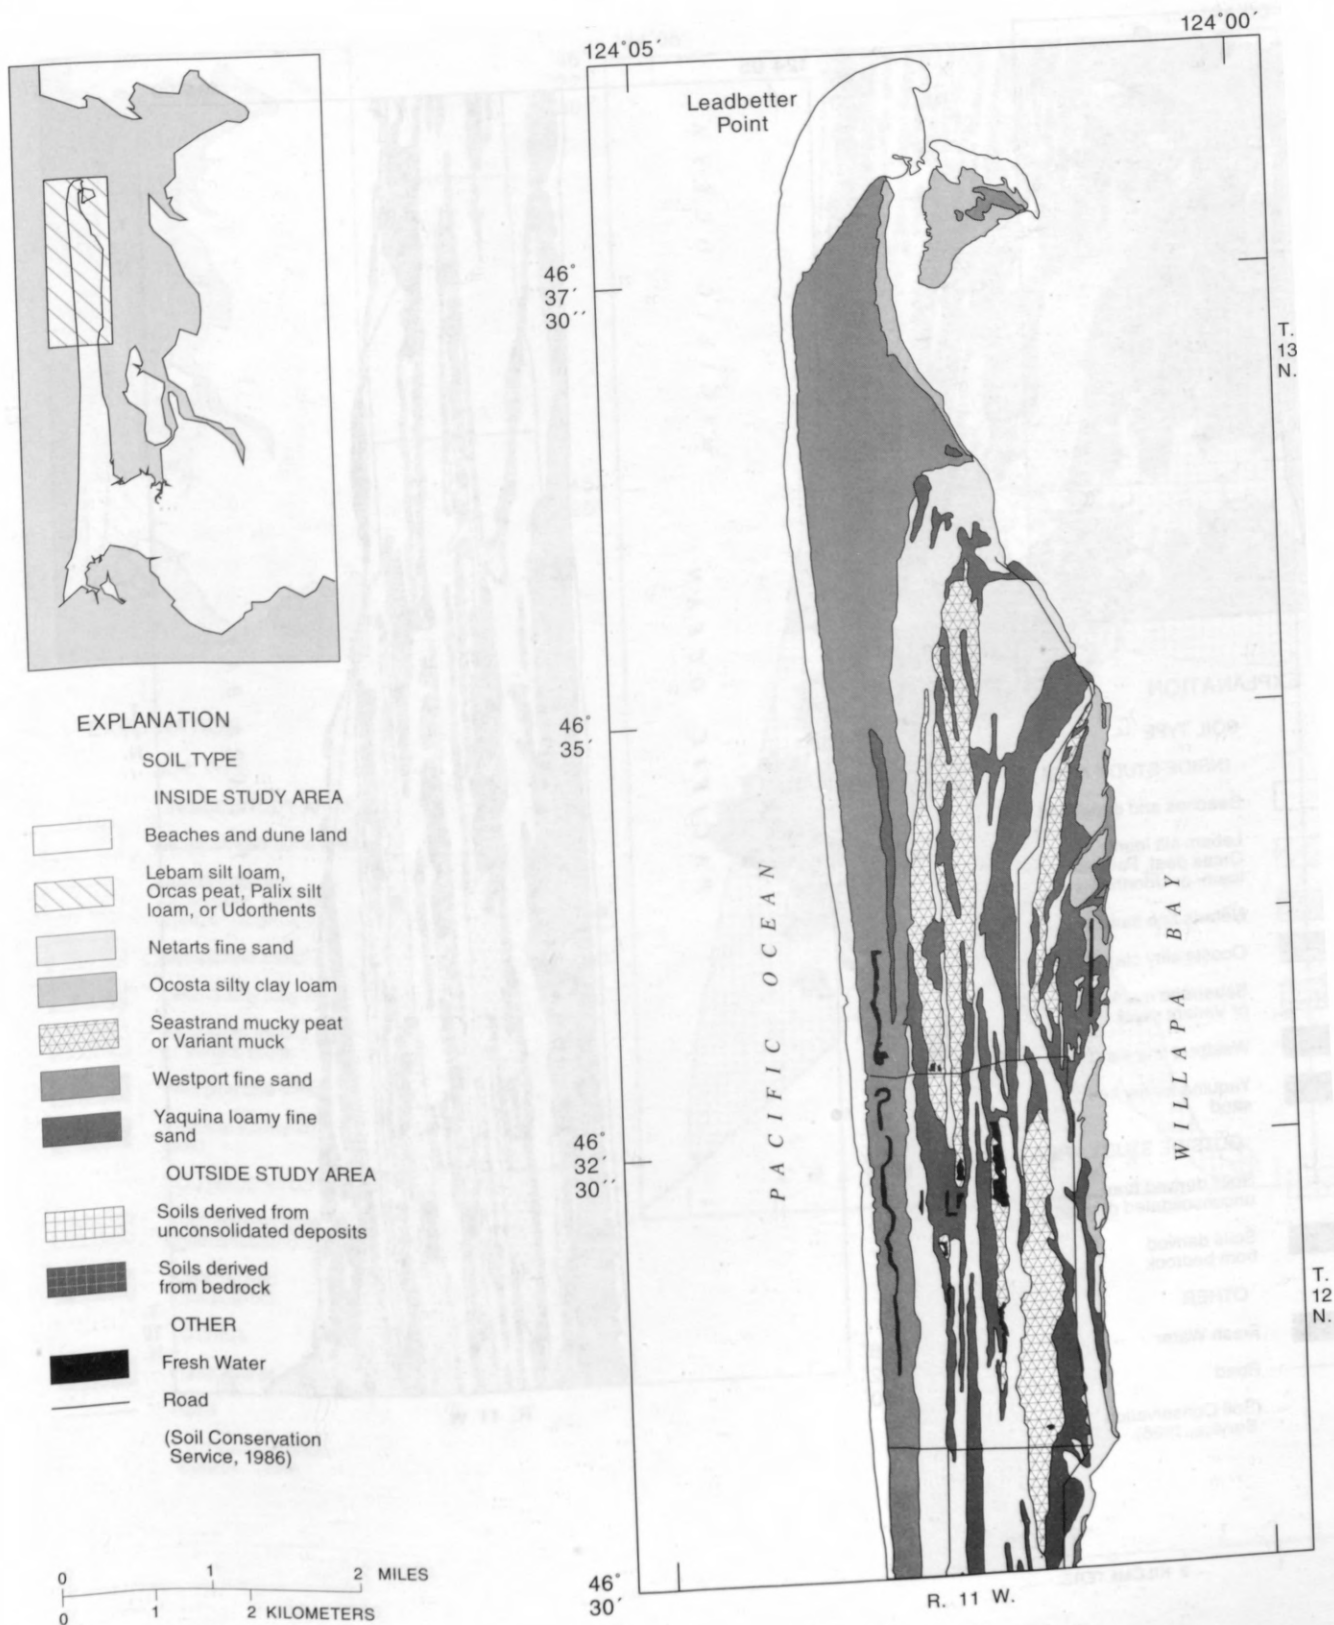 124°05′
124°00′
Leadbetter
Point
46°
37′
30′′
T.
13
N.
EXPLANATION
SOIL TYPE
INSIDE STUDY AREA
Beaches and dune land
Lebam silt loam,
Orcas peat, Palix silt
loam, or Udorthents
Netarts fine sand
Ocosta silty clay loam
Seastrand mucky peat
or Variant muck
Westport fine sand
Yaquina loamy fine
sand
OUTSIDE STUDY AREA
Soils derived from
unconsolidated deposits
Soils derived
from bedrock
OTHER
Fresh Water
Road
(Soil Conservation
Service, 1986)
46°
35′
PACIFIC OCEAN
WILLAPA BAY
46°
32′
30′′
T.
12
N.
0 1 2 MILES
0 1 2 KILOMETERS
46°
30′
R. 11 W.